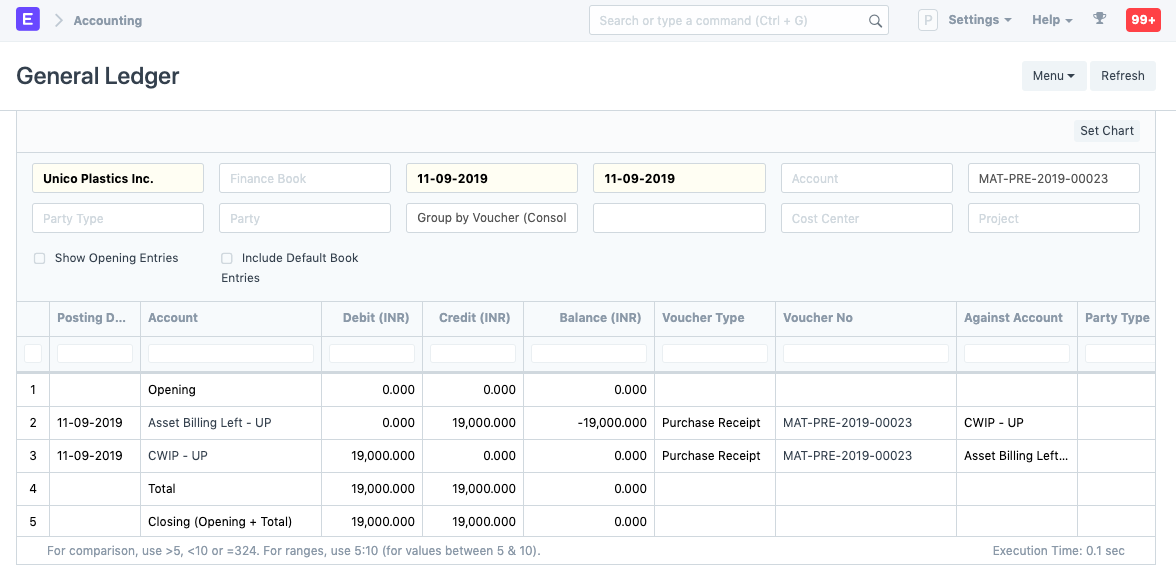 E Accounting Search or type a command (Ctrl + G) P Settings Help 99+
General Ledger Menu Refresh
Set Chart
Unico Plastics Inc. Finance Book 11-09-2019 11-09-2019 Account MAT-PRE-2019-00023
Party Type Party Group by Voucher (Consol Cost Center Project
Show Opening Entries Include Default Book
Entries
Posting D... Account Debit (INR) Credit (INR) Balance (INR) Voucher Type Voucher No Against Account Party Type
1 Opening 0.000 0.000 0.000
2 11-09-2019 Asset Billing Left - UP 0.000 19,000.000 -19,000.000 Purchase Receipt MAT-PRE-2019-00023 CWIP - UP
3 11-09-2019 CWIP - UP 19,000.000 0.000 0.000 Purchase Receipt MAT-PRE-2019-00023 Asset Billing Left...
4 Total 19,000.000 19,000.000 0.000
5 Closing (Opening + Total) 19,000.000 19,000.000 0.000
For comparison, use >5, <10 or =324. For ranges, use 5:10 (for values between 5 & 10). Execution Time: 0.1 sec